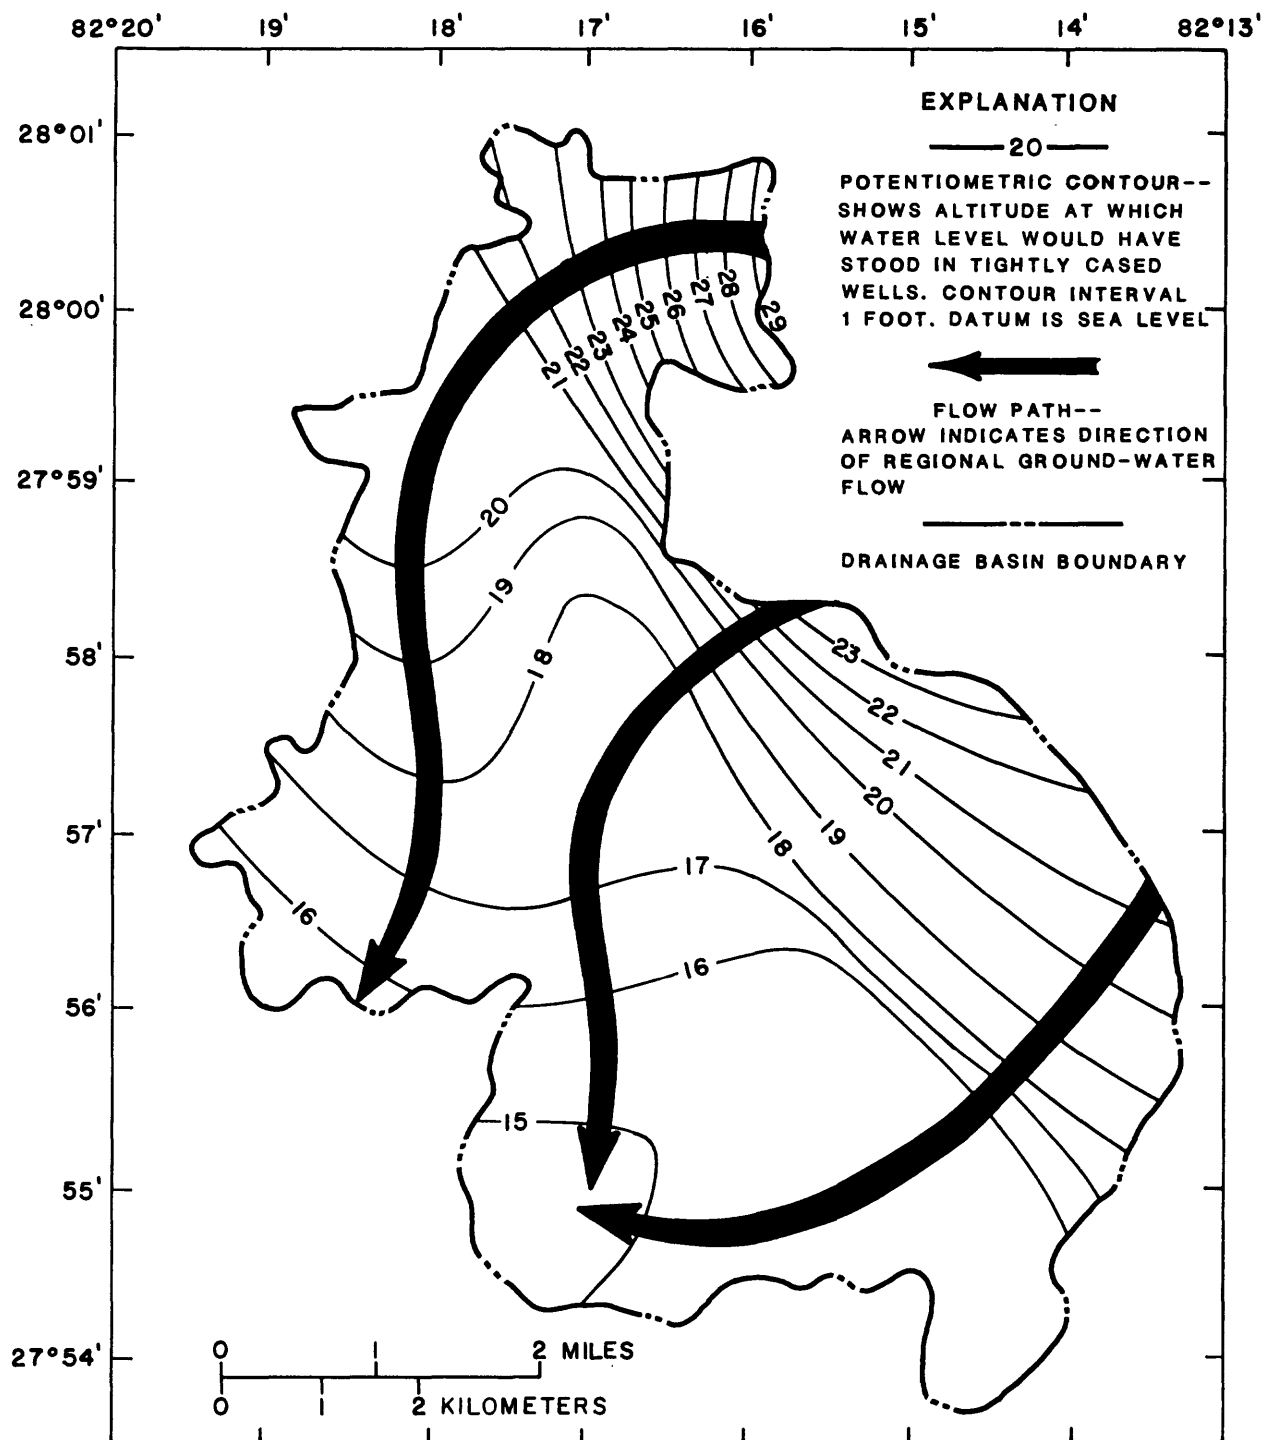 82°20' 19' 18' 17' 16' 15' 14' 82°13'
28°01'
28°00'
27°59'
58'
57'
56'
55'
27°54'
EXPLANATION
20
POTENTIOMETRIC CONTOUR--
SHOWS ALTITUDE AT WHICH
WATER LEVEL WOULD HAVE
STOOD IN TIGHTLY CASED
WELLS. CONTOUR INTERVAL
1 FOOT. DATUM IS SEA LEVEL
FLOW PATH--
ARROW INDICATES DIRECTION
OF REGIONAL GROUND-WATER
FLOW
DRAINAGE BASIN BOUNDARY
21
22
23
24
25
26
27
28
29
20
19
18
23
22
21
20
19
18
17
16
16
15
0 1 2 MILES
0 1 2 KILOMETERS